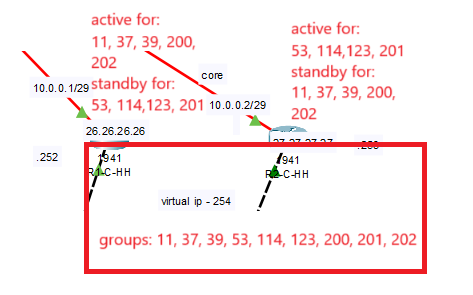 active for:
11, 37, 39, 200,
202
standby for:
53, 114,123, 201
active for:
53, 114, 123, 201
standby for:
11, 37, 39, 200,
202
core
10.0.0.1/29
10.0.0.2/29
26.26.26.26
.252
1941
1941
R2-C-HH
virtual ip - 254
groups: 11, 37, 39, 53, 114, 123, 200, 201, 202